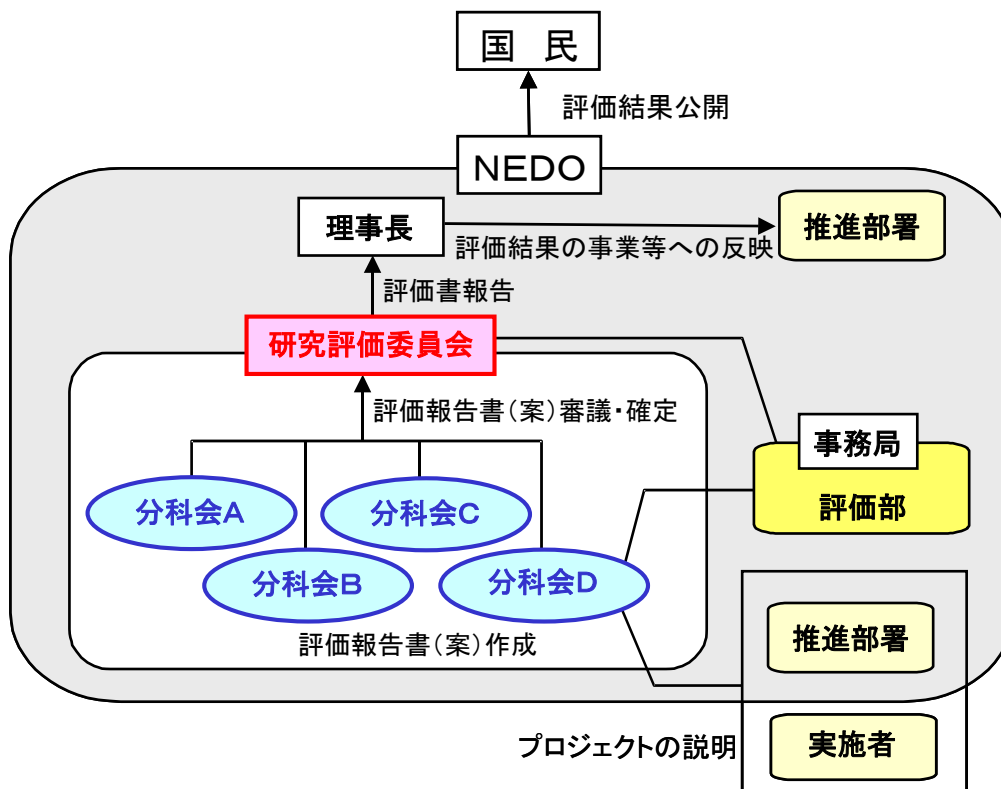 国 民
評価結果公開
NEDO
理事長
評価結果の事業等への反映
推進部署
評価書報告
研究評価委員会
評価報告書(案)審議・確定
事務局
評価部
分科会A
分科会C
分科会B
分科会D
評価報告書(案)作成
推進部署
プロジェクトの説明
実施者